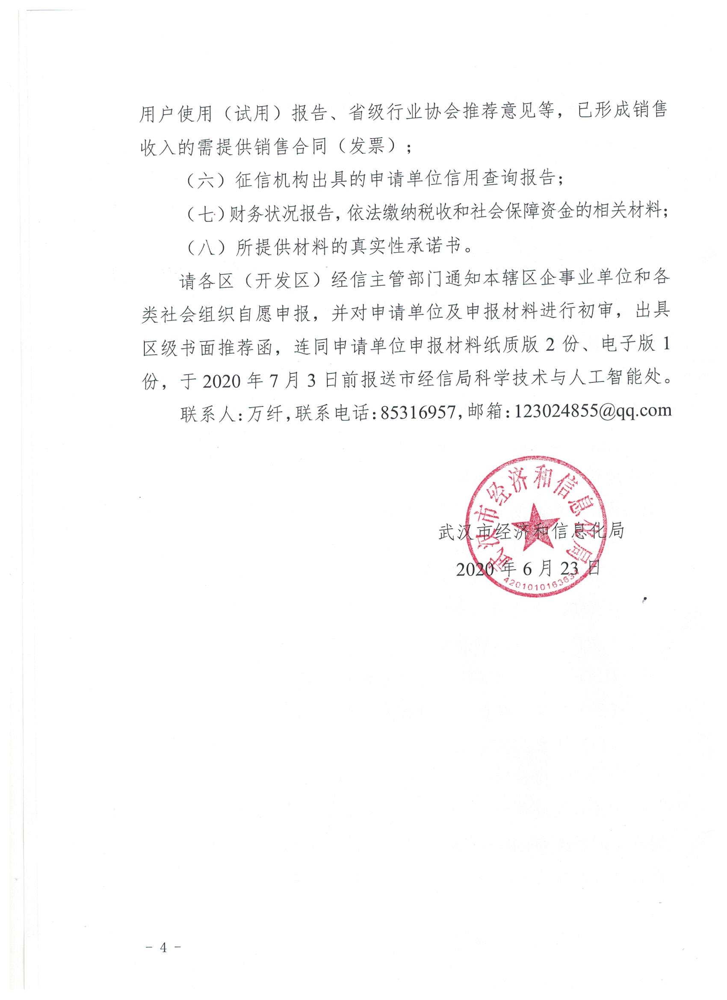 用户使用（试用）报告、省级行业协会推荐意见等，已形成销售
收入的需提供销售合同（发票）；
（六）征信机构出具的申请单位信用查询报告；
（七）财务状况报告，依法缴纳税收和社会保障资金的相关材料；
（八）所提供材料的真实性承诺书。
请各区（开发区）经信主管部门通知本辖区企事业单位和各
类社会组织自愿申报，并对申请单位及申报材料进行初审，出具
区级书面推荐函，连同申请单位申报材料纸质版 2 份、电子版 1
份，于 2020 年 7 月 3 日前报送市经信局科学技术与人工智能处。
联系人：万纤，联系电话：85316957，邮箱：123024855@qq.com
武汉市经济和信息化局
武汉市经济和信息化局
2020 年 6 月 23 日
4201010163634
- 4 -